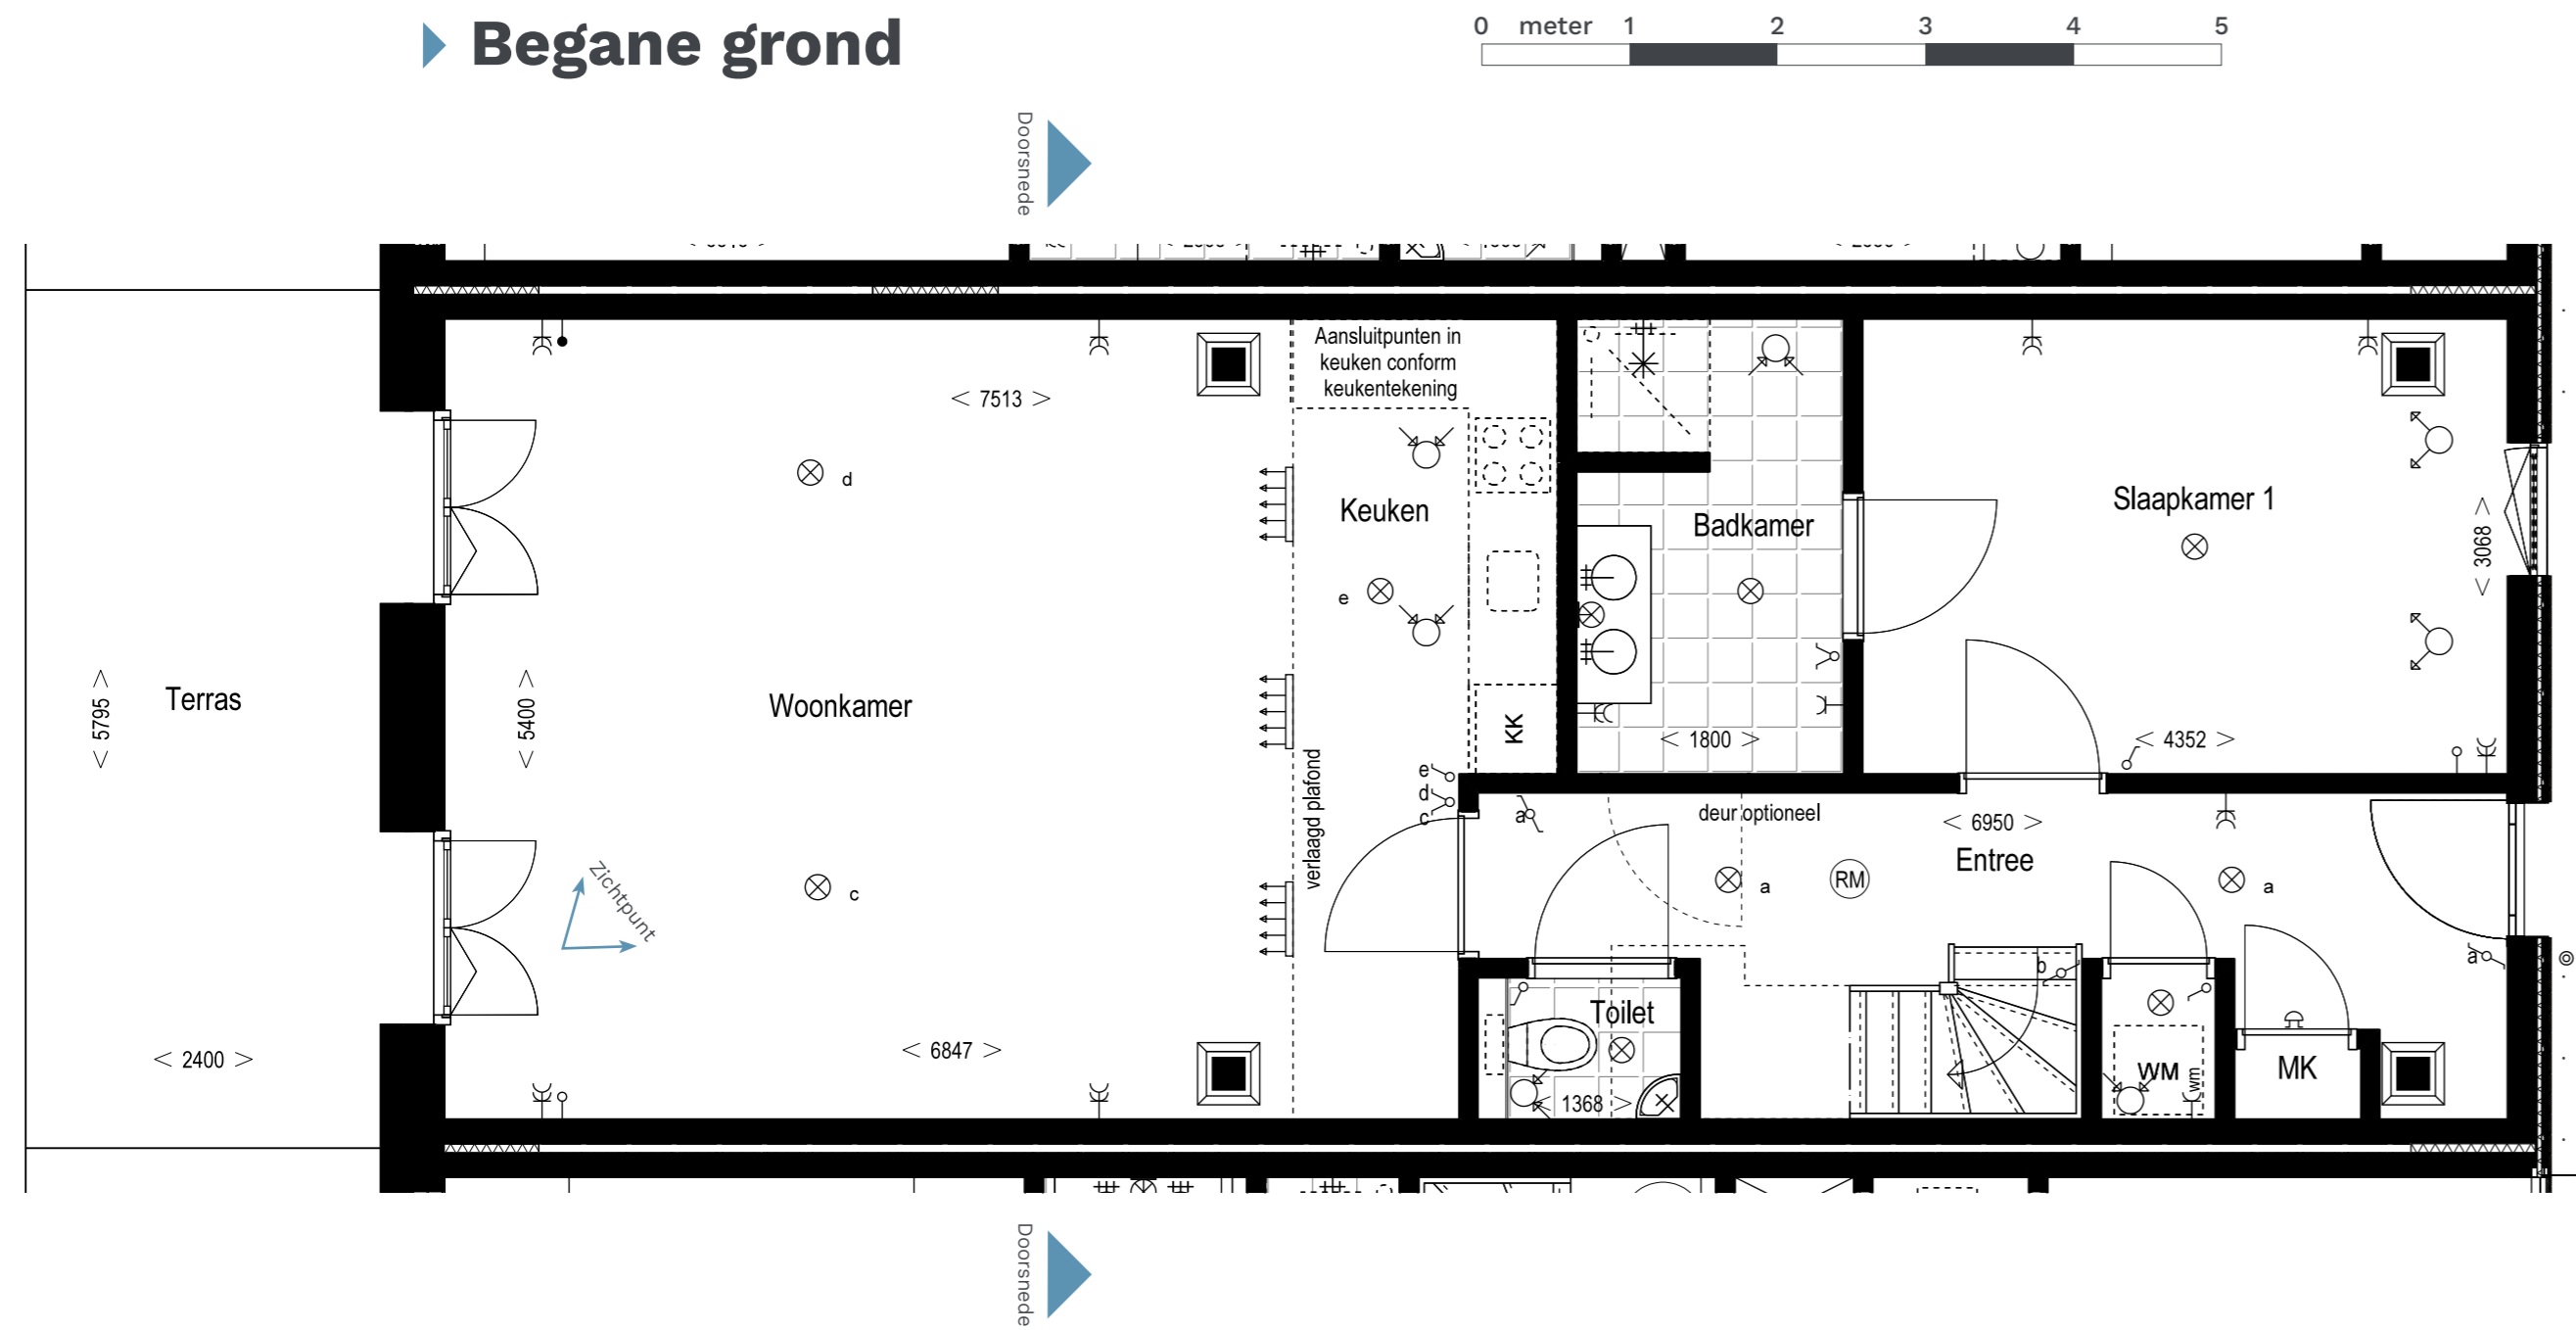 Begane grond
0 meter 1 2 3 4 5
Doorsnede
Aansluitpunten in
keuken conform
keukentekening
< 7513 >
d
Keuken
Badkamer
Slaapkamer 1
< 3068 >
e
Terras
< 5795 >
< 5400 >
Woonkamer
KK
< 1800 >
< 4352 >
verlaagd plafond
e
d
c
a
deur optioneel
< 6950 >
Entree
Zichtpunt
c
a
RM
a
a
b
Toilet
< 2400 >
< 6847 >
< 1368 >
WM
wm
MK
Doorsnede